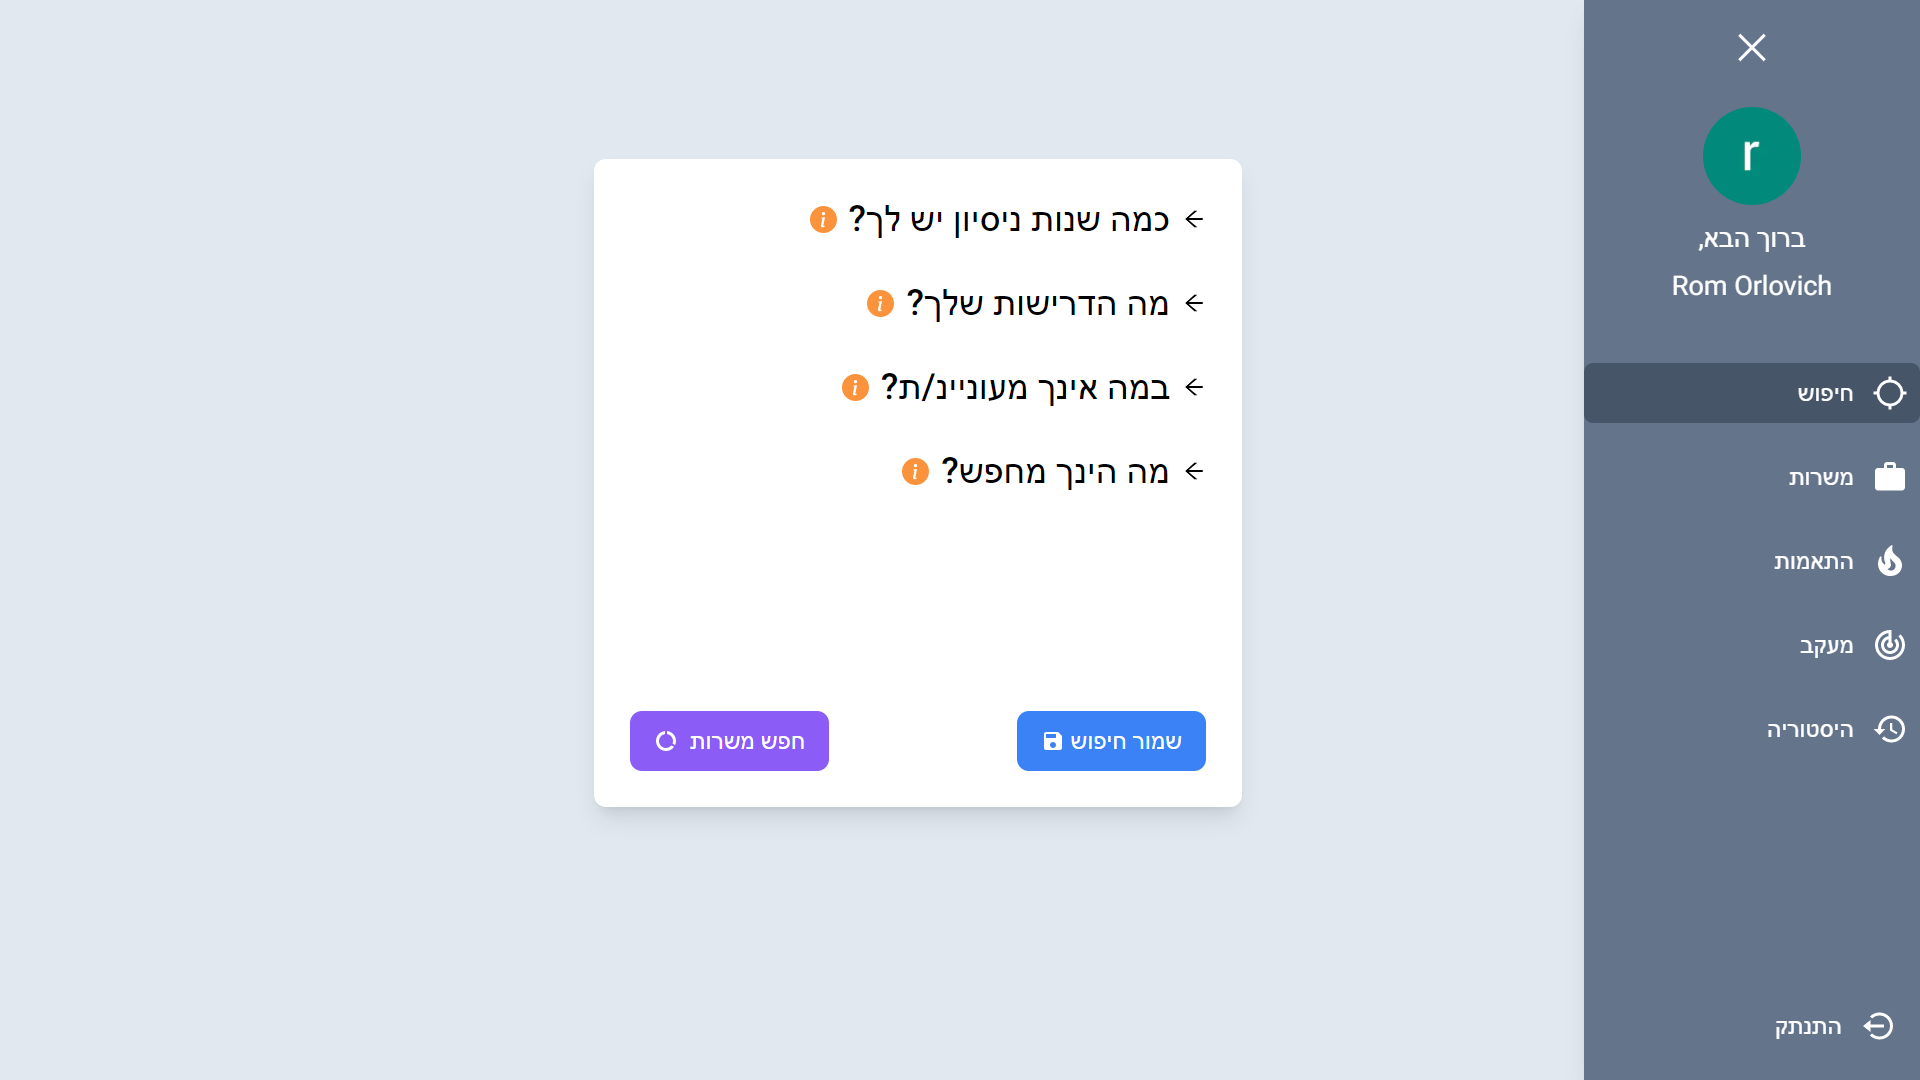 r
ברוך הבא,
Rom Orlovich
חיפוש
משרות
התאמות
מעקב
היסטוריה
התנתק
כמה שנות ניסיון יש לך?
מה הדרישות שלך?
במה אינך מעוניינ/ת?
מה הינך מחפש?
שמור חיפוש
חפש משרות